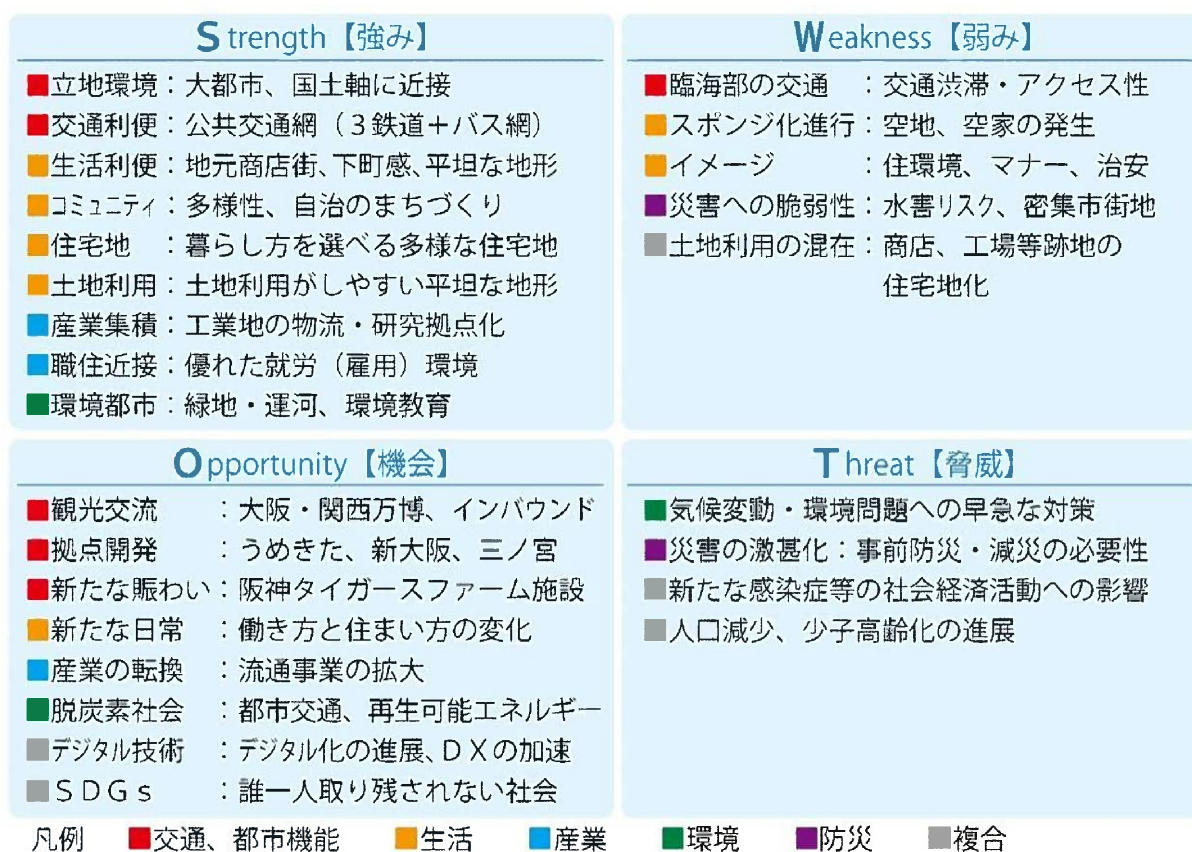 Strength【強み】
■立地環境：大都市、国土軸に近接
■交通利便：公共交通網（３鉄道＋バス網）
■生活利便：地元商店街、下町感、平坦な地形
■コミュニティ：多様性、自治のまちづくり
■住宅地　：暮らし方を選べる多様な住宅地
■土地利用：土地利用がしやすい平坦な地形
■産業集積：工業地の物流・研究拠点化
■職住近接：優れた就労（雇用）環境
■環境都市：緑地・運河、環境教育
Weakness【弱み】
■臨海部の交通　：交通渋滞・アクセス性
■スポンジ化進行：空地、空家の発生
■イメージ　　　：住環境、マナー、治安
■災害への脆弱性：水害リスク、密集市街地
■土地利用の混在：商店、工場等跡地の
住宅地化
Opportunity【機会】
■観光交流　　：大阪・関西万博、インバウンド
■拠点開発　　：うめきた、新大阪、三ノ宮
■新たな賑わい：阪神タイガースファーム施設
■新たな日常　：働き方と住まい方の変化
■産業の転換　：流通事業の拡大
■脱炭素社会　：都市交通、再生可能エネルギー
■デジタル技術　：デジタル化の進展、ＤＸの加速
■ＳＤＧｓ　　：誰一人取り残されない社会
Threat【脅威】
■気候変動・環境問題への早急な対策
■災害の激甚化：事前防災・減災の必要性
■新たな感染症等の社会経済活動への影響
■人口減少、少子高齢化の進展
凡例　■交通、都市機能　■生活　■産業　■環境　■防災　■複合